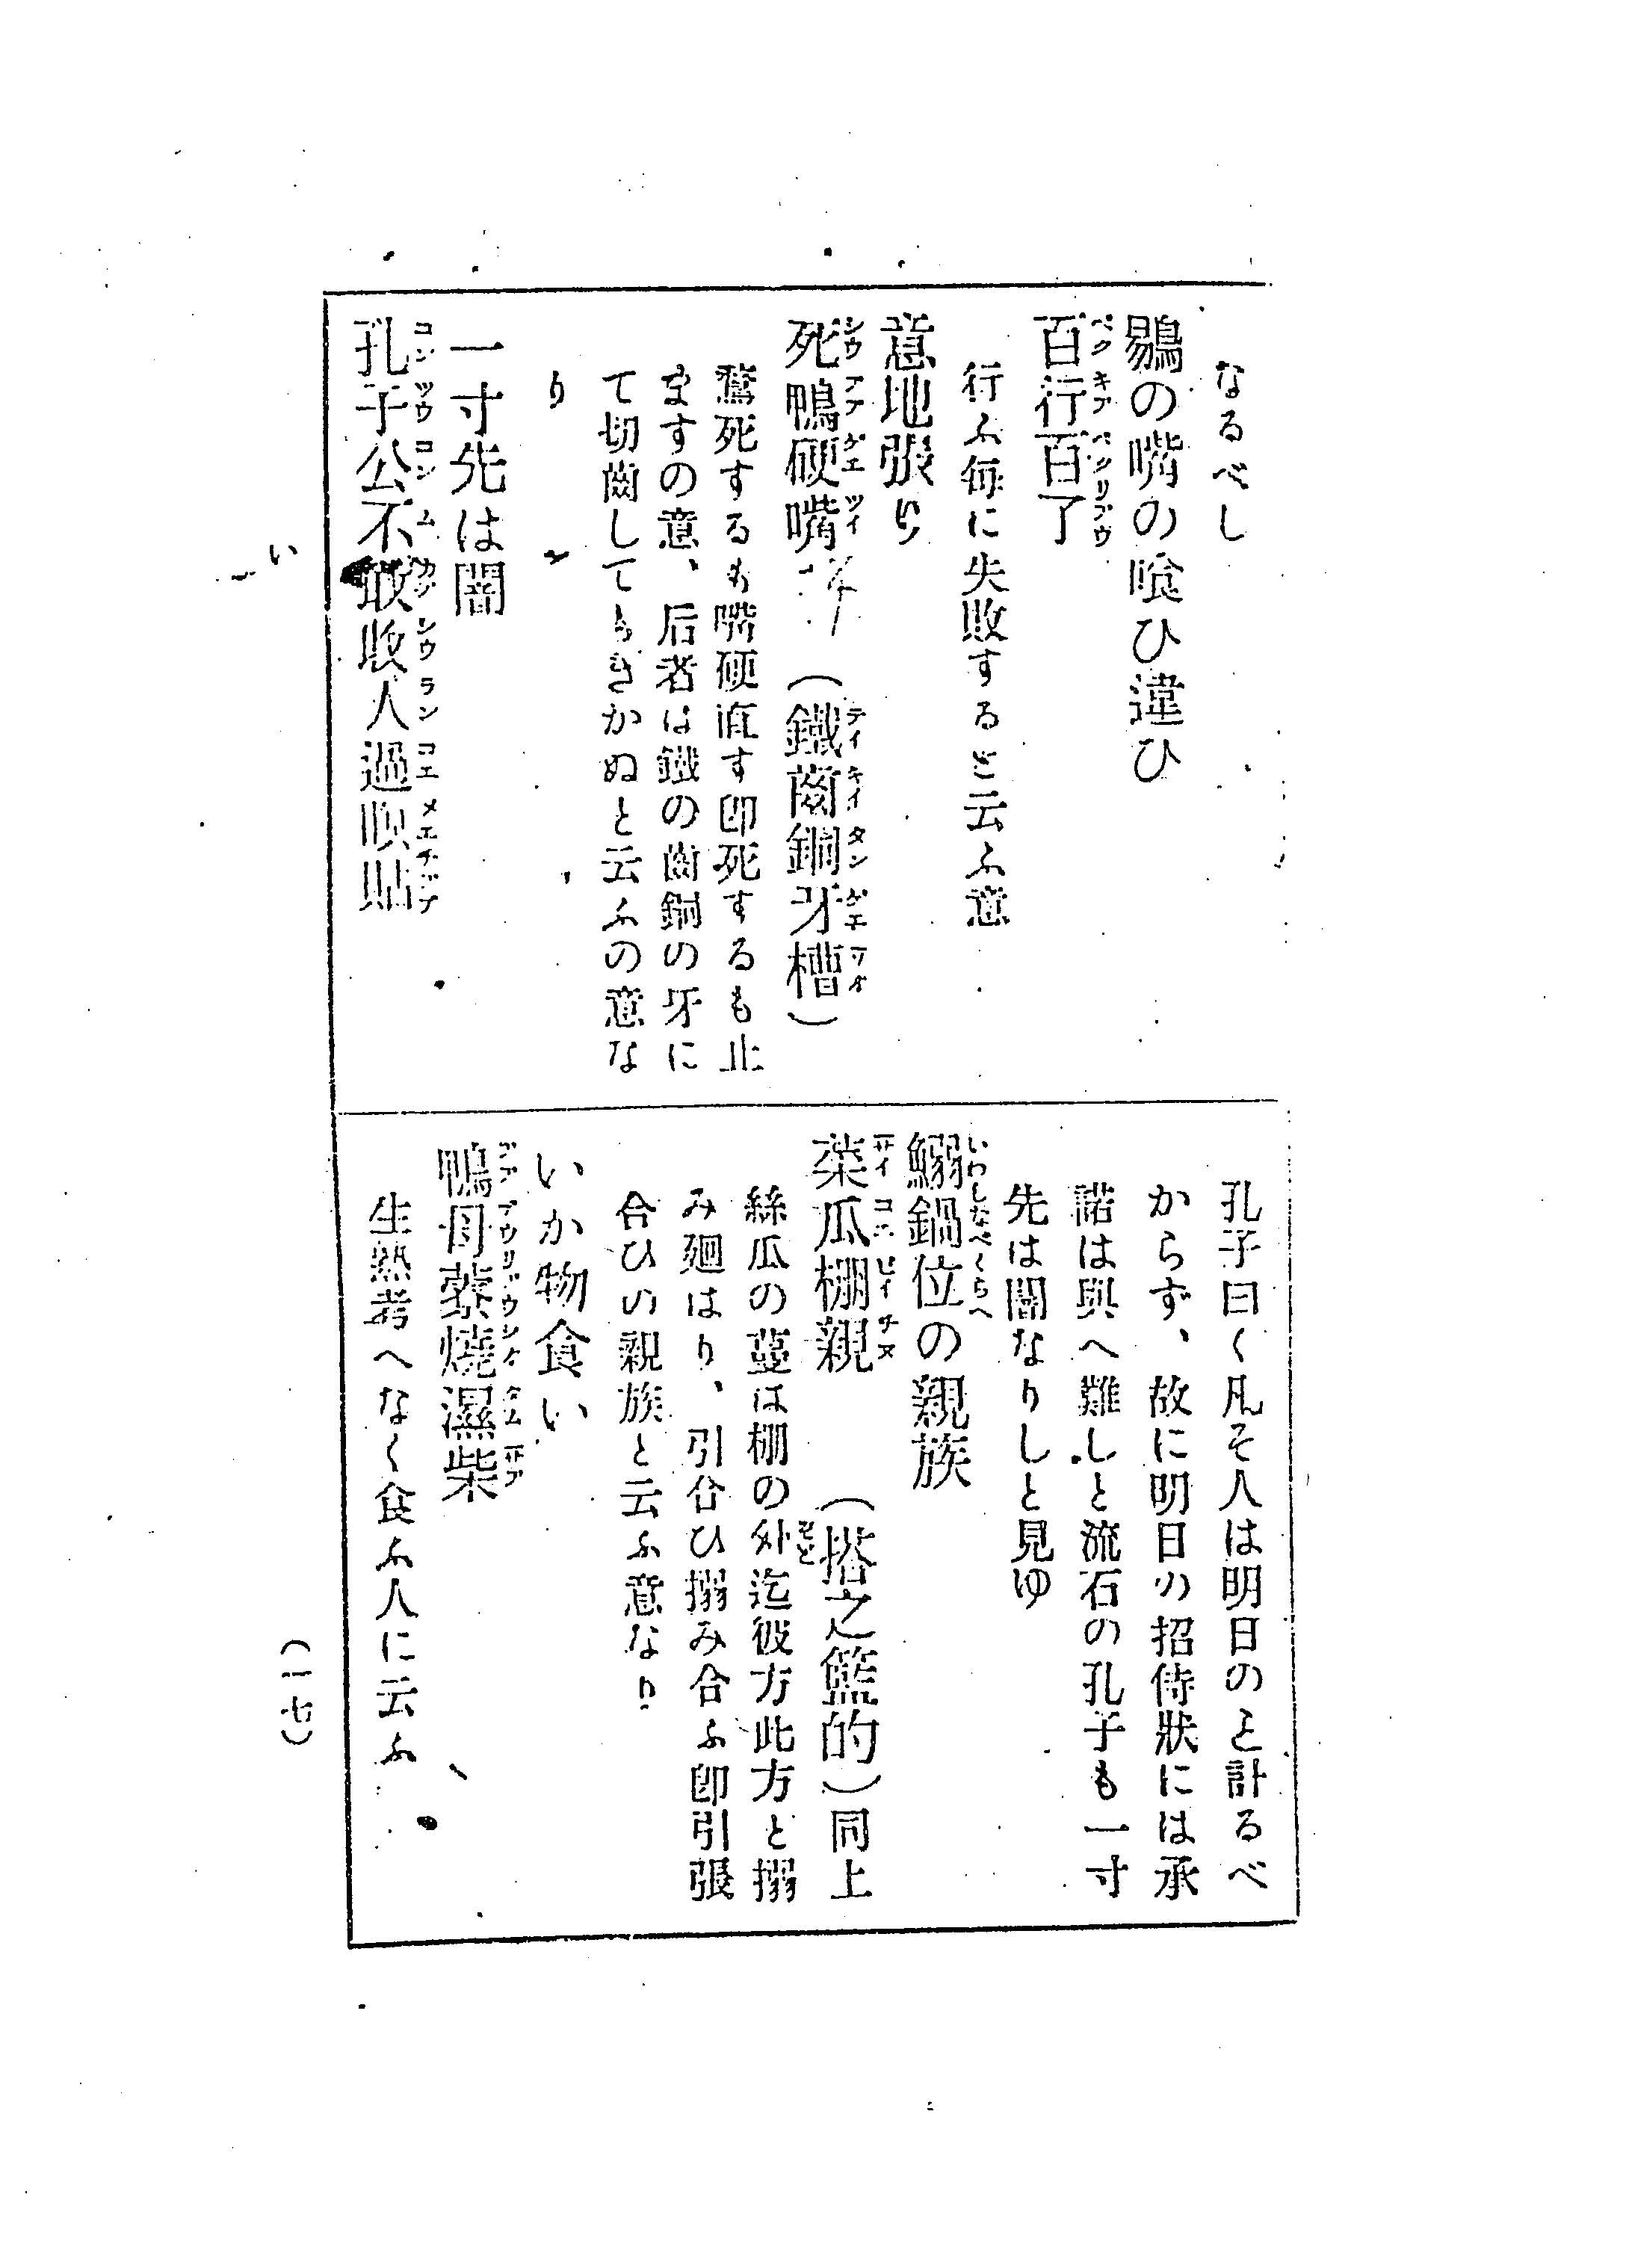 なるべし
鶍の嘴の喰ひ違ひ
百行百了
行ふ毎に失敗すると云ふ意
意地張り
死鴨硬嘴 (鐵齒銅牙槽)
鶩死するも嘴硬直す卽死するも止
ますの意、后者は鐵の齒銅の牙に
て切齒してもきかぬと云ふの意な
り
一寸先は闇
孔子公不敢收人過暝貼
孔子曰く凡そ人は明日のこと計るべ
からず、故に明日の招待狀には承
諾は與へ難しと流石の孔子も一寸
先は闇なりしと見ゆ
鰯鍋位の親族
菜瓜棚親 (搭之籃的)同上
絲瓜の蔓は棚の外迄彼方此方と搦
み廻はり、引合ひ搦み合ふ卽引張
合ひの親族と云ふ意なり
いか物食い
鴨母蔡燒濕柴
生熟考へなく食ふ人に云ふ
い
(一七)